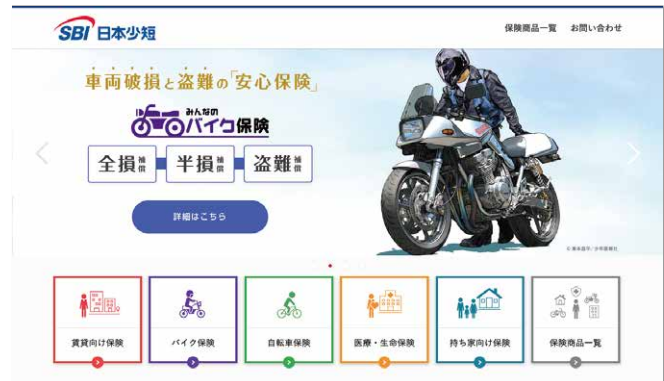 SBI 日本少短
保険商品一覧 お問い合わせ
車両破損と盗難の「安心保険」
みんなの
バイク保険
全損補償 半損補償 盗難補償
詳細はこちら
賃貸向け保険 バイク保険 自転車保険 医療・生命保険 持ち家向け保険 保険商品一覧